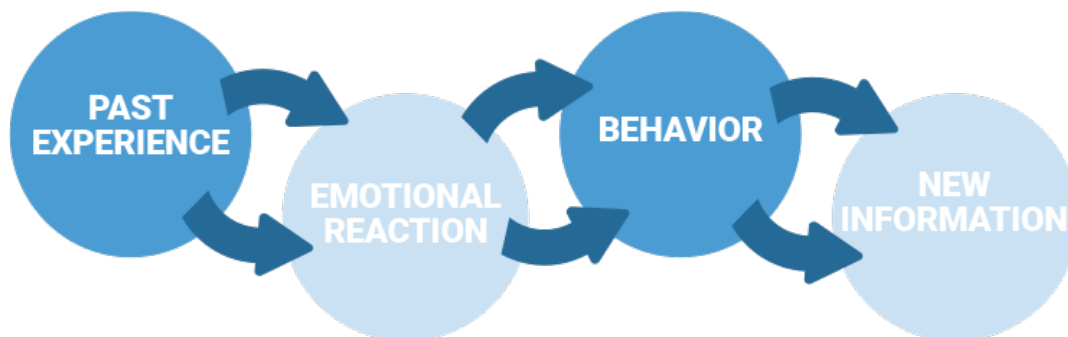 PAST
EXPERIENCE
EMOTIONAL
REACTION
BEHAVIOR
NEW
INFORMATION